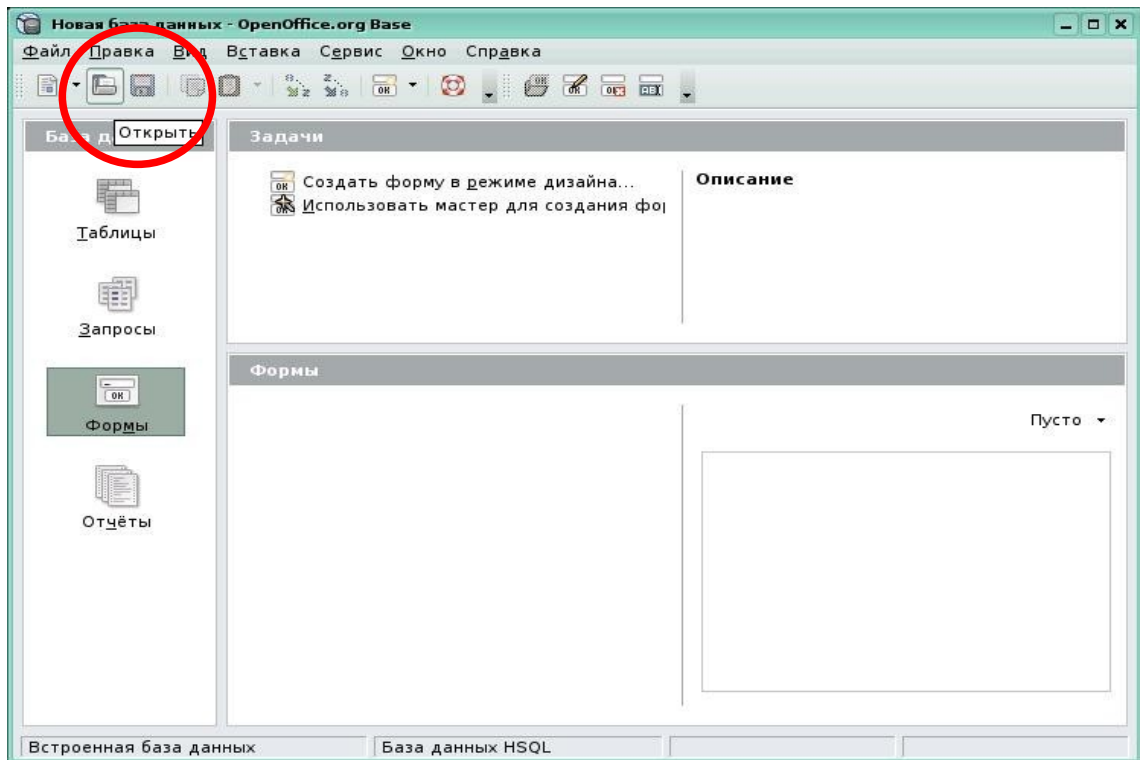 Новая база данных - OpenOffice.org Base
Файл Правка Вид Вставка Сервис Окно Справка
Открыть
Задачи
Создать форму в режиме дизайна...
Использовать мастер для создания фор
Описание
Таблицы
Запросы
Формы
Отчёты
Формы
Пусто
Встроенная база данных
База данных HSQL